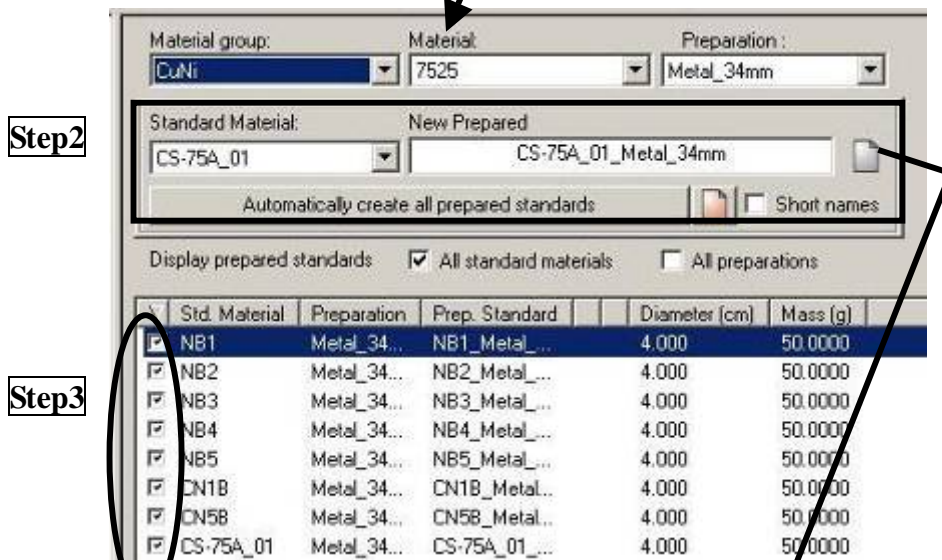 Material group: Material: Preparation :
CuNi 7525 Metal_34mm
Step2
Standard Material: New Prepared
CS-75A_01 CS-75A_01_Metal_34mm
Automatically create all prepared standards Short names
Display prepared standards All standard materials All preparations
Std. Material Preparation Prep. Standard Diameter (cm) Mass (g)
NB1 Metal_34... NB1_Metal_... 4.000 50.0000
NB2 Metal_34... NB2_Metal_... 4.000 50.0000
Step3
NB3 Metal_34... NB3_Metal_... 4.000 50.0000
NB4 Metal_34... NB4_Metal_... 4.000 50.0000
NB5 Metal_34... NB5_Metal_... 4.000 50.0000
CN1B Metal_34... CN1B_Metal... 4.000 50.0000
CN5B Metal_34... CN5B_Metal... 4.000 50.0000
CS-75A_01 Metal_34... CS-75A_01_... 4.000 50.0000